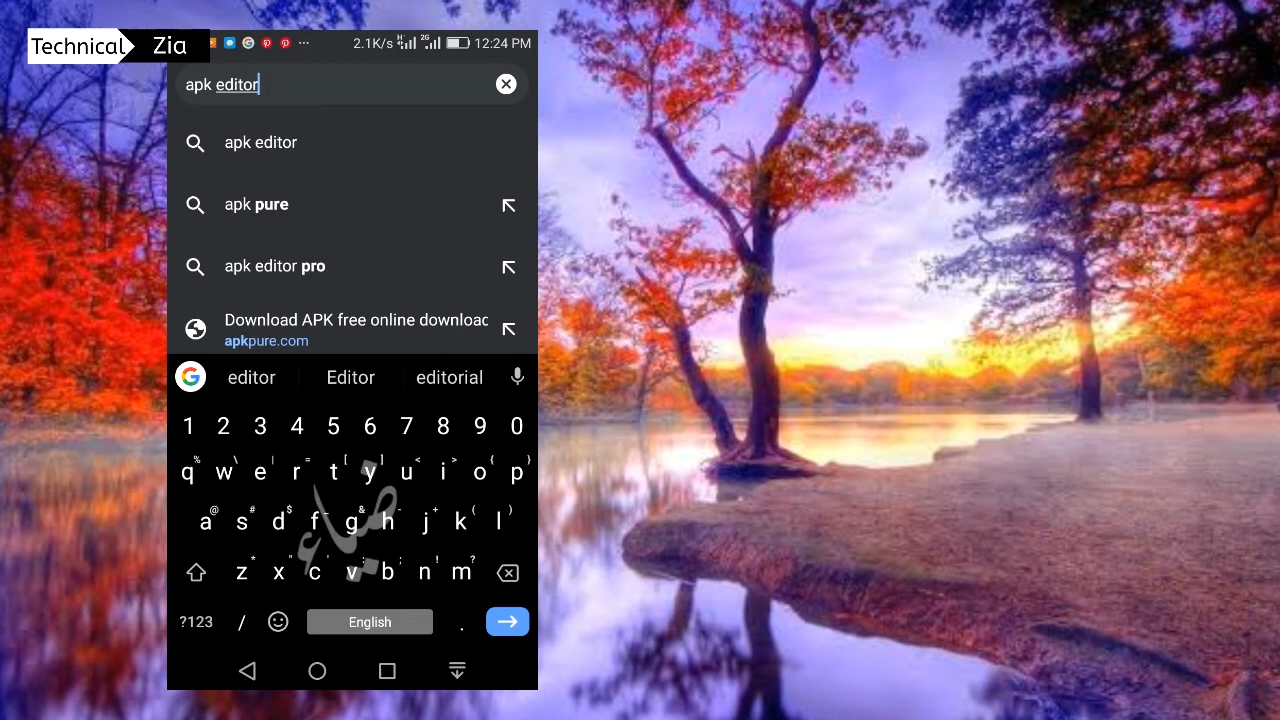 Technical Zia
2.1K/s H 2G 12:24 PM
apk editor
apk editor
apk pure
apk editor pro
Download APK free online downloac
apkpure.com
editor Editor editorial
1 2 3 4 5 6 7 8 9 0
% \ | = [ ] < > { }
q w e r t y u i o p
@ # $ _ & - + ( )
a s d f g h j k l
* " ' : ; ! ?
z x c v b n m
ضیاء
?123 / English .